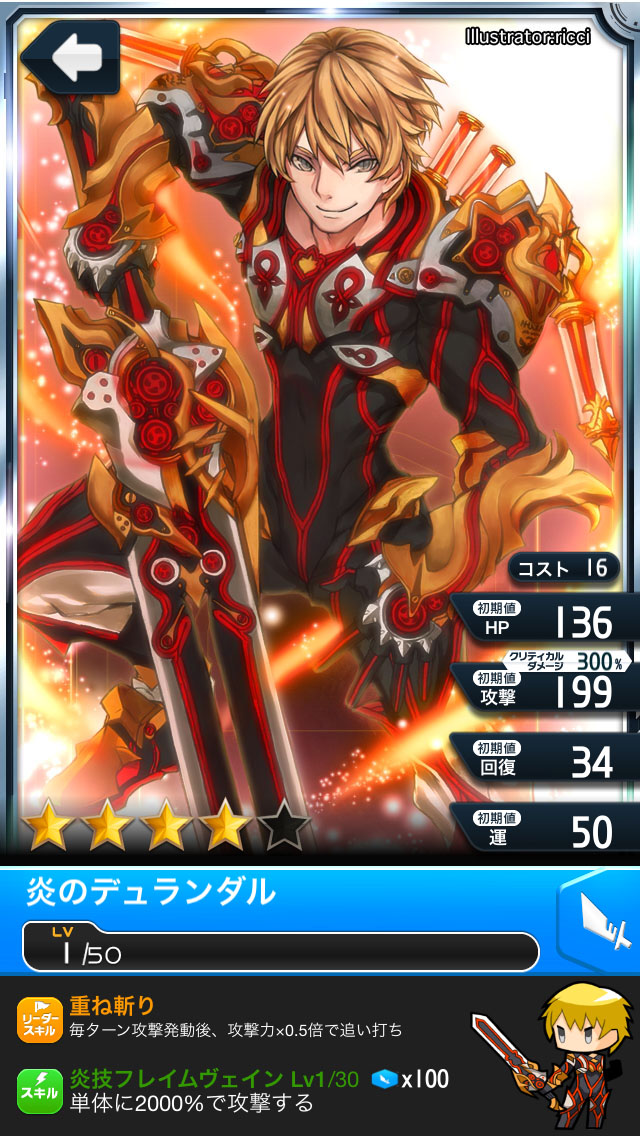 Illustrator:ricci
コスト 16
初期値
HP 136
クリティカル
ダメージ 300%
初期値
攻撃 199
初期値
回復 34
初期値
運 50
炎のデュランダル
LV
1/50
リーダー
スキル
重ね斬り
毎ターン攻撃発動後、攻撃力×0.5倍で追い打ち
スキル
炎技フレイムヴェイン Lv1/30 x100
単体に2000%で攻撃する